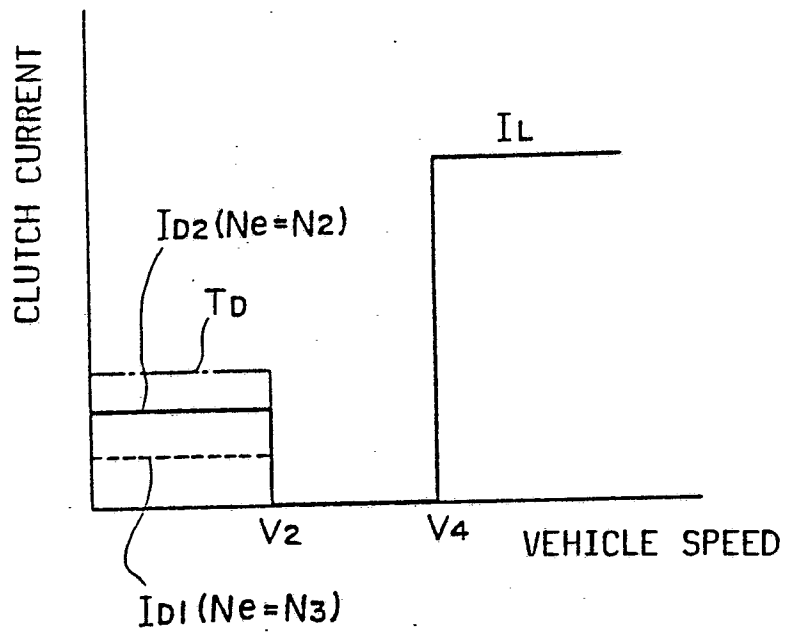 CLUTCH CURRENT
IL
ID2 (Ne=N2)
TD
V2
V4
VEHICLE SPEED
ID1 (Ne=N3)